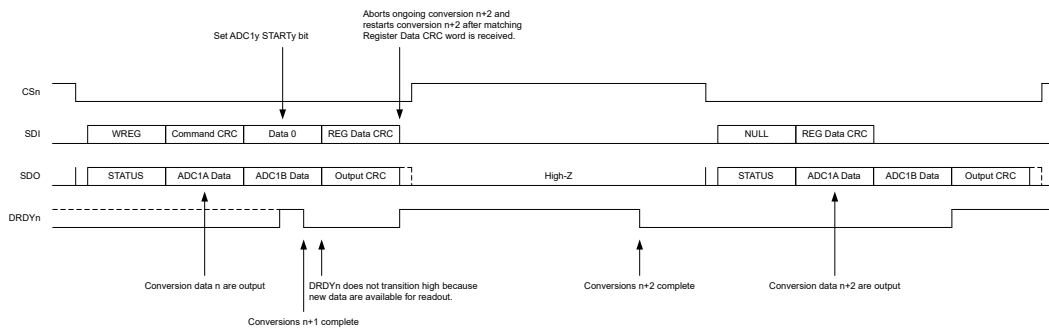 Aborts ongoing conversion n+2 and
restarts conversion n+2 after matching
Register Data CRC word is received.
Set ADC1y STARTy bit
CSn
SDI WREG Command CRC Data 0 REG Data CRC NULL REG Data CRC
SDO STATUS ADC1A Data ADC1B Data Output CRC High-Z STATUS ADC1A Data ADC1B Data Output CRC
DRDYn
Conversion data n are output
DRDYn does not transition high because
new data are available for readout.
Conversions n+2 complete
Conversion data n+2 are output
Conversions n+1 complete